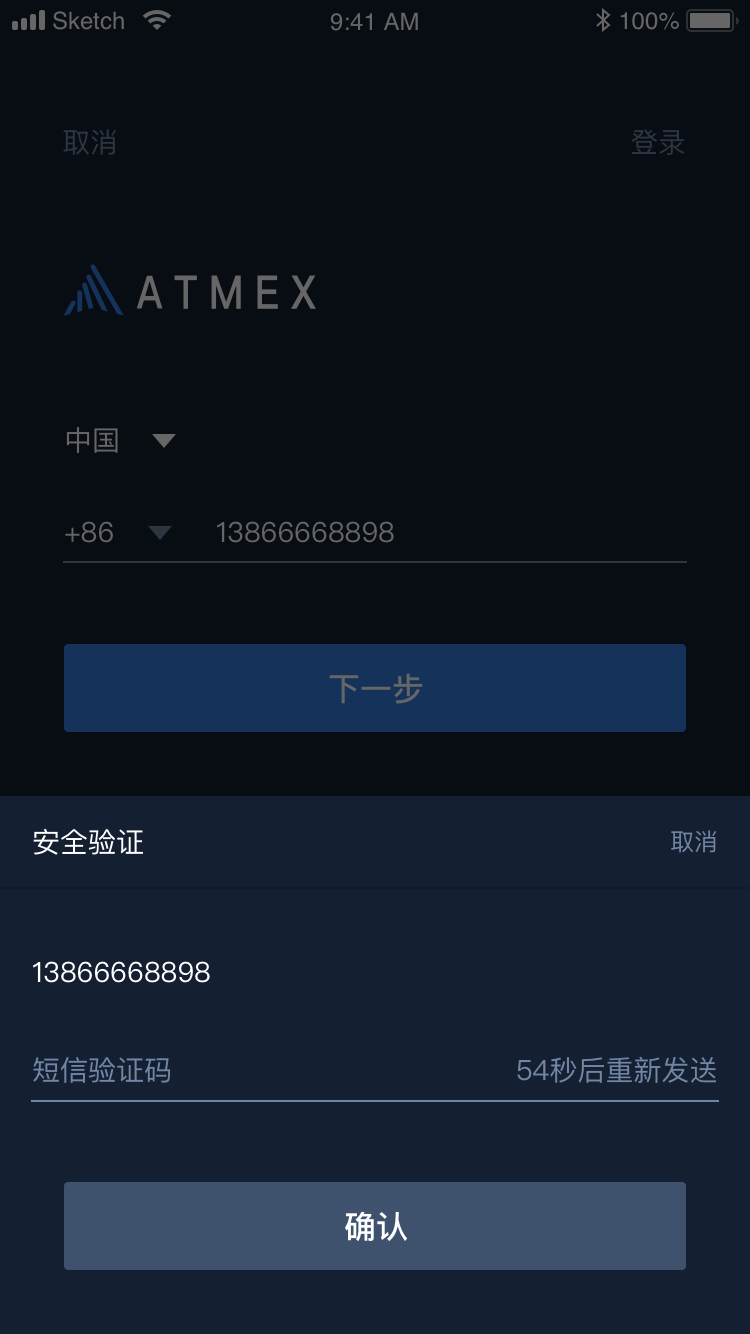 Sketch 9:41 AM 100%
取消 登录
ATMEX
中国
+86 13866668898
下一步
安全验证 取消
13866668898
短信验证码 54秒后重新发送
确认